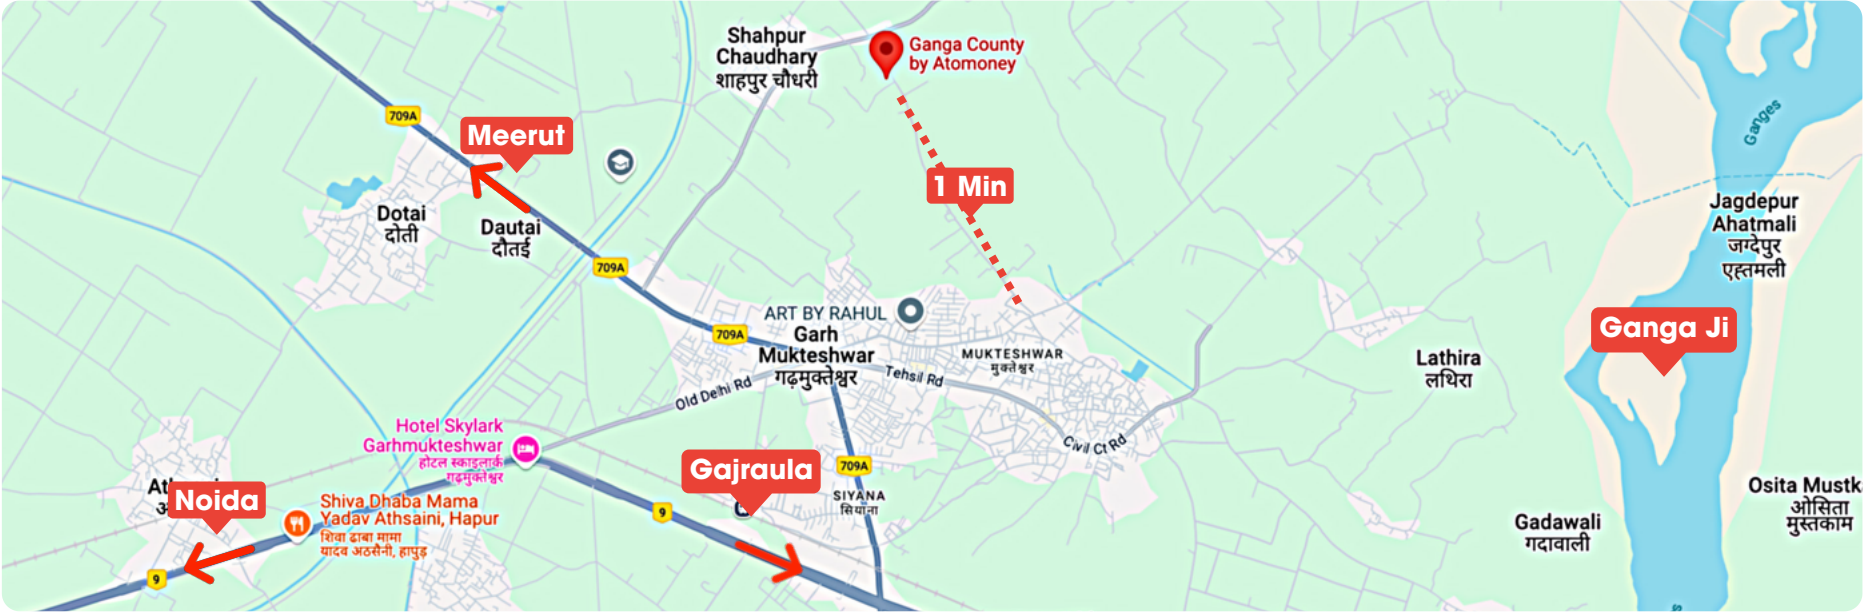 Shahpur
Chaudhary
शाहपुर चौधरी
Ganga County
by Atomoney
709A
Meerut
1 Min
Ganges
Dotai
दोती
Dautai
दौतई
709A
Jagdepur
Ahatmali
जग्देपुर
एह्तमली
ART BY RAHUL
709A
Garh
Mukteshwar
गढ़मुक्तेश्वर
MUKTESHWAR
मुक्तेश्वर
Ganga Ji
Lathira
लथिरा
Old Delhi Rd
Tehsil Rd
Civil Ct Rd
Hotel Skylark
Garhmukteshwar
होटल स्काइलार्क
गढ़मुक्तेश्वर
Gajraula
709A
SIYANA
सियाना
Noida
Shiva Dhaba Mama
Yadav Athsaini, Hapur
शिवा ढाबा मामा
यादव अठसैनी, हापुड़
9
9
Gadawali
गदावाली
Osita Mustk
ओसिता
मुस्तकाम